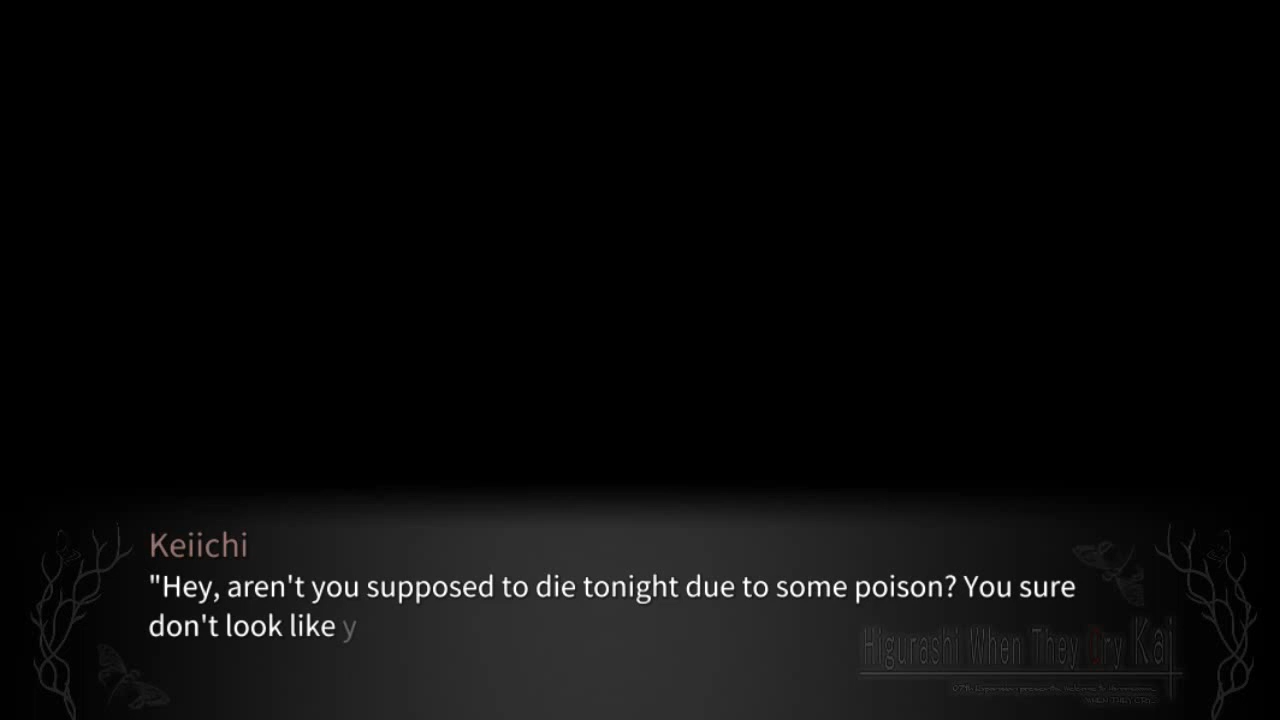 Keiichi
"Hey, aren't you supposed to die tonight due to some poison? You sure
don't look like y
Higurashi When They Cry Kai